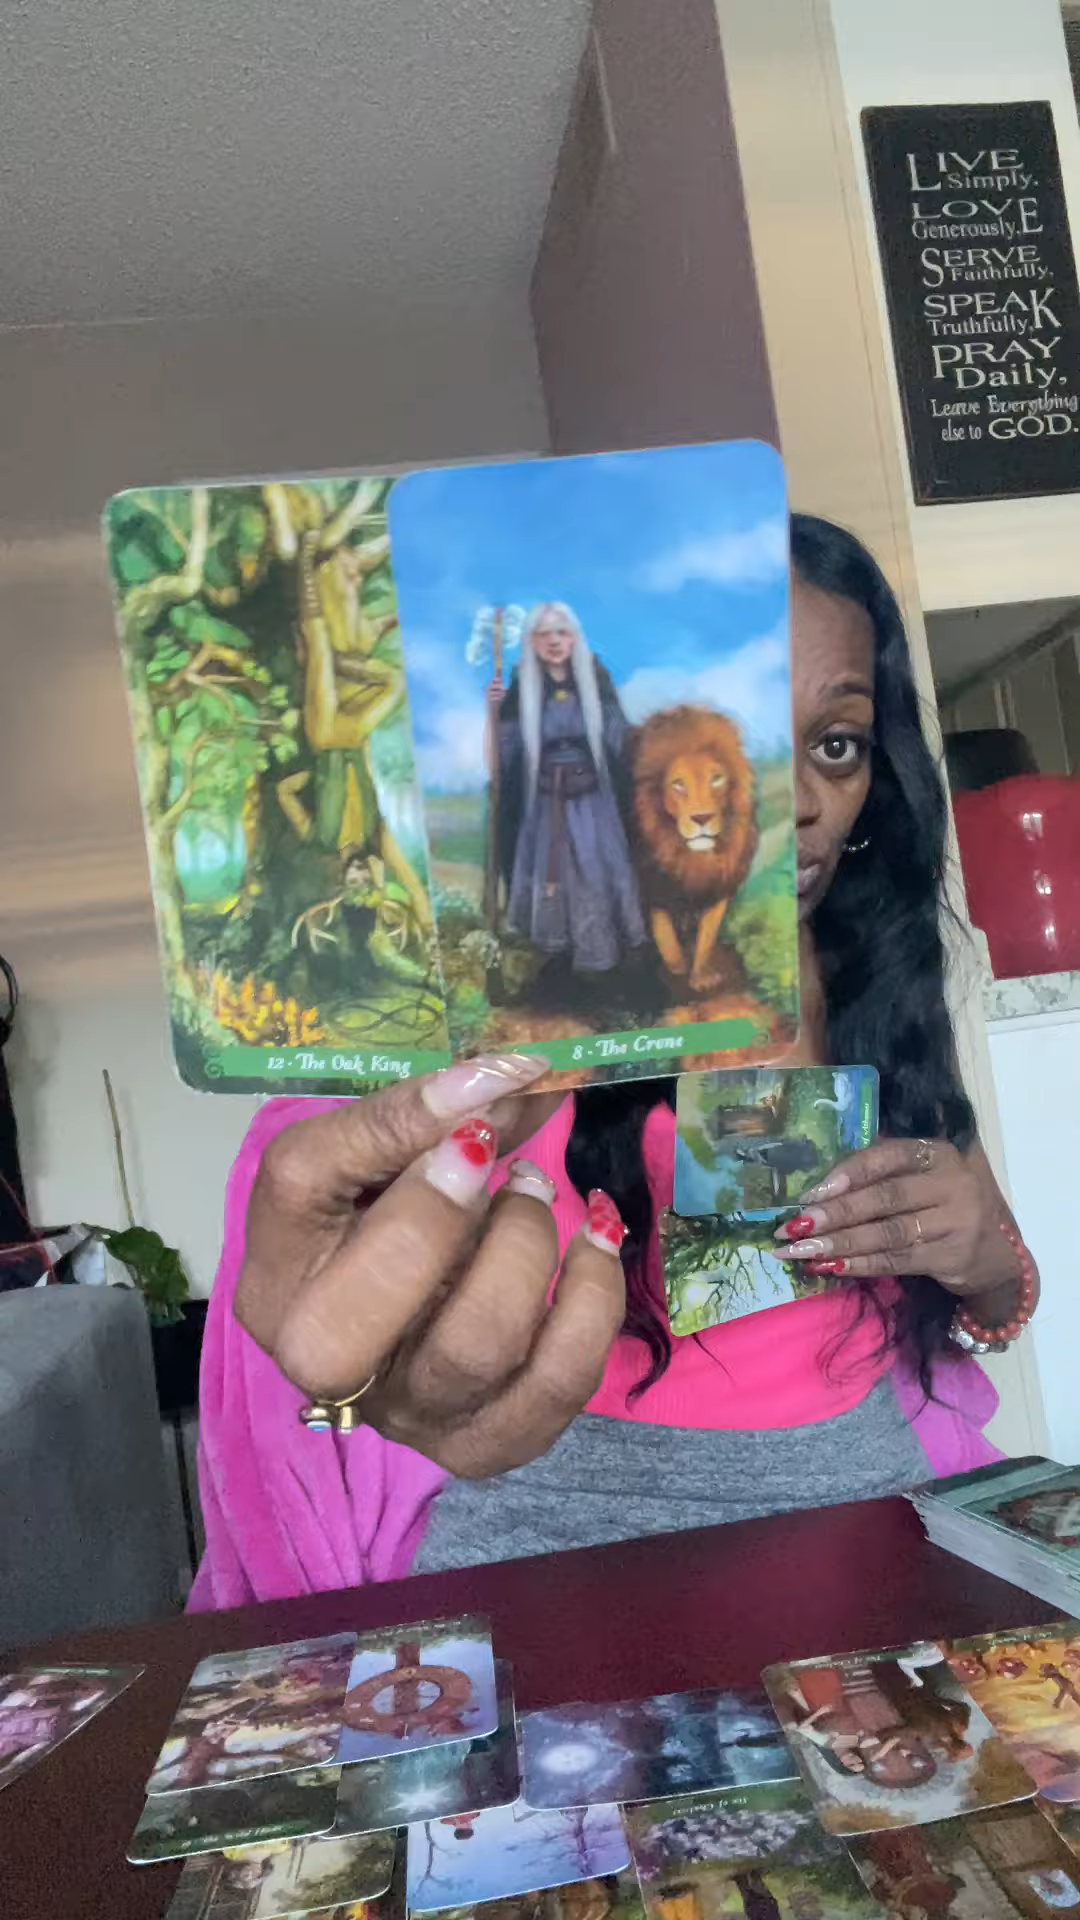 LIVE
Simply.
LOVE
Generously,
SERVE
Faithfully,
SPEAK
Truthfully,
PRAY
Daily,
Leave Everything
else to GOD.
12 · The Oak King
8 · The Crone